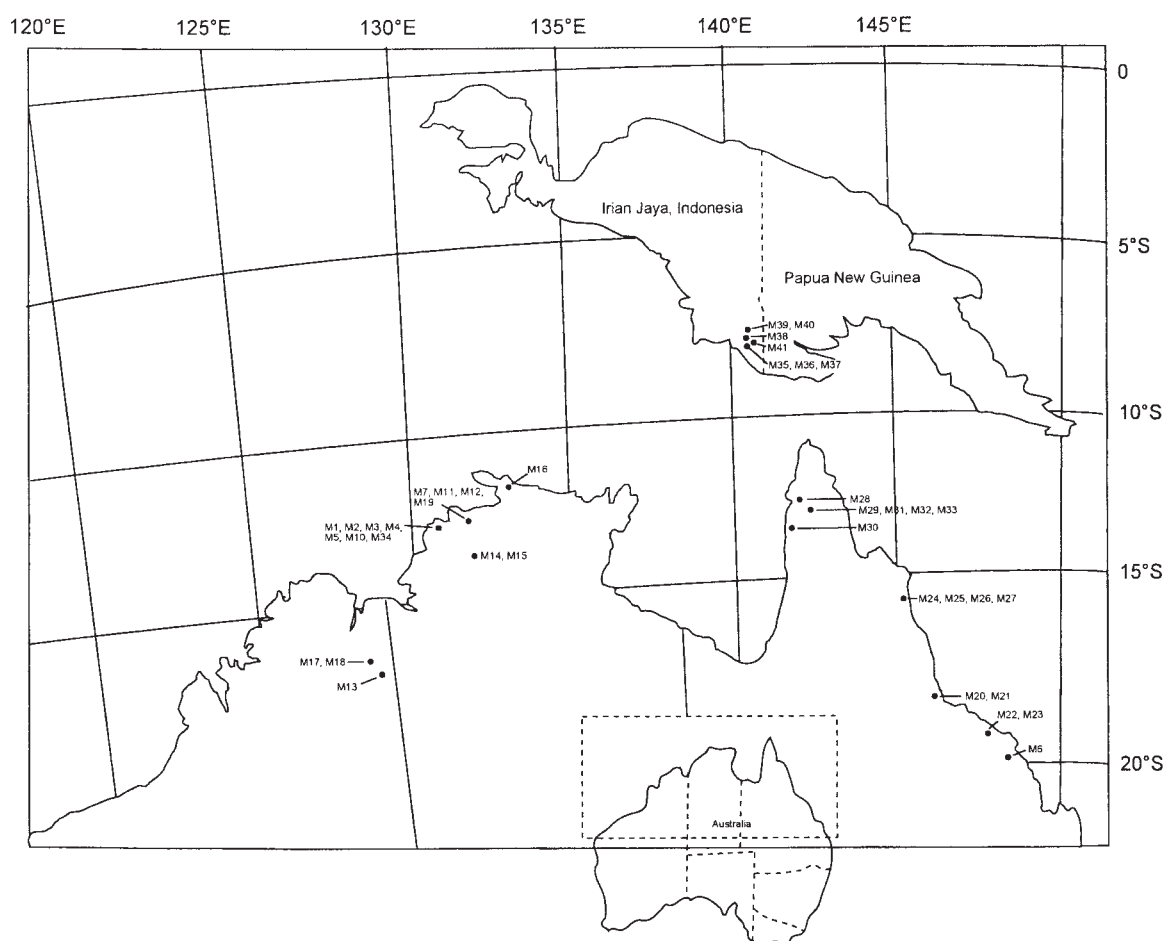 120°E 125°E 130°E 135°E 140°E 145°E
0
Irian Jaya, Indonesia
5°S
Papua New Guinea
M39, M40
M38
M41
M35, M36, M37
10°S
M16
M7, M11, M12,
M19
M28
M1, M2, M3, M4,
M5, M10, M34
M29, M31, M32, M33
M30
M14, M15
15°S
M24, M25, M26, M27
M17, M18
M13
M20, M21
M22, M23
M6
20°S
Australia